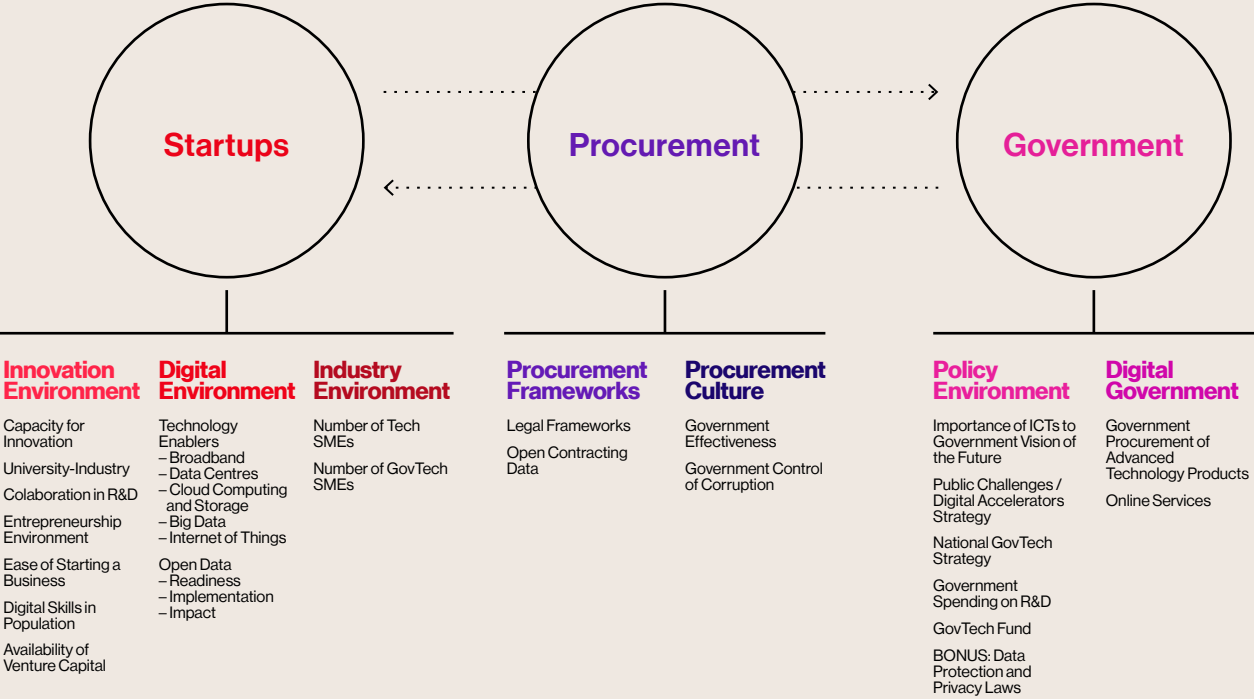 Startups
Procurement
Government
Innovation
Environment
Capacity for
Innovation
University-Industry
Colaboration in R&D
Entrepreneurship
Environment
Ease of Starting a
Business
Digital Skills in
Population
Availability of
Venture Capital
Digital
Environment
Technology
Enablers
– Broadband
– Data Centres
– Cloud Computing
and Storage
– Big Data
– Internet of Things
Open Data
– Readiness
– Implementation
– Impact
Industry
Environment
Number of Tech
SMEs
Number of GovTech
SMEs
Procurement
Frameworks
Legal Frameworks
Open Contracting
Data
Procurement
Culture
Government
Effectiveness
Government Control
of Corruption
Policy
Environment
Importance of ICTs to
Government Vision of
the Future
Public Challenges /
Digital Accelerators
Strategy
National GovTech
Strategy
Government
Spending on R&D
GovTech Fund
BONUS: Data
Protection and
Privacy Laws
Digital
Government
Government
Procurement of
Advanced
Technology Products
Online Services